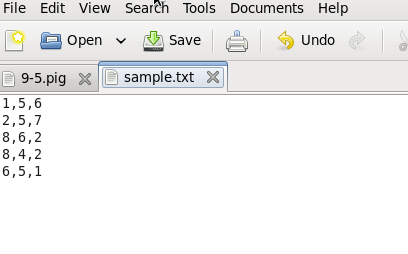 File Edit View Search Tools Documents Help
Open Save Undo
9-5.pig sample.txt
1,5,6
2,5,7
8,6,2
8,4,2
6,5,1